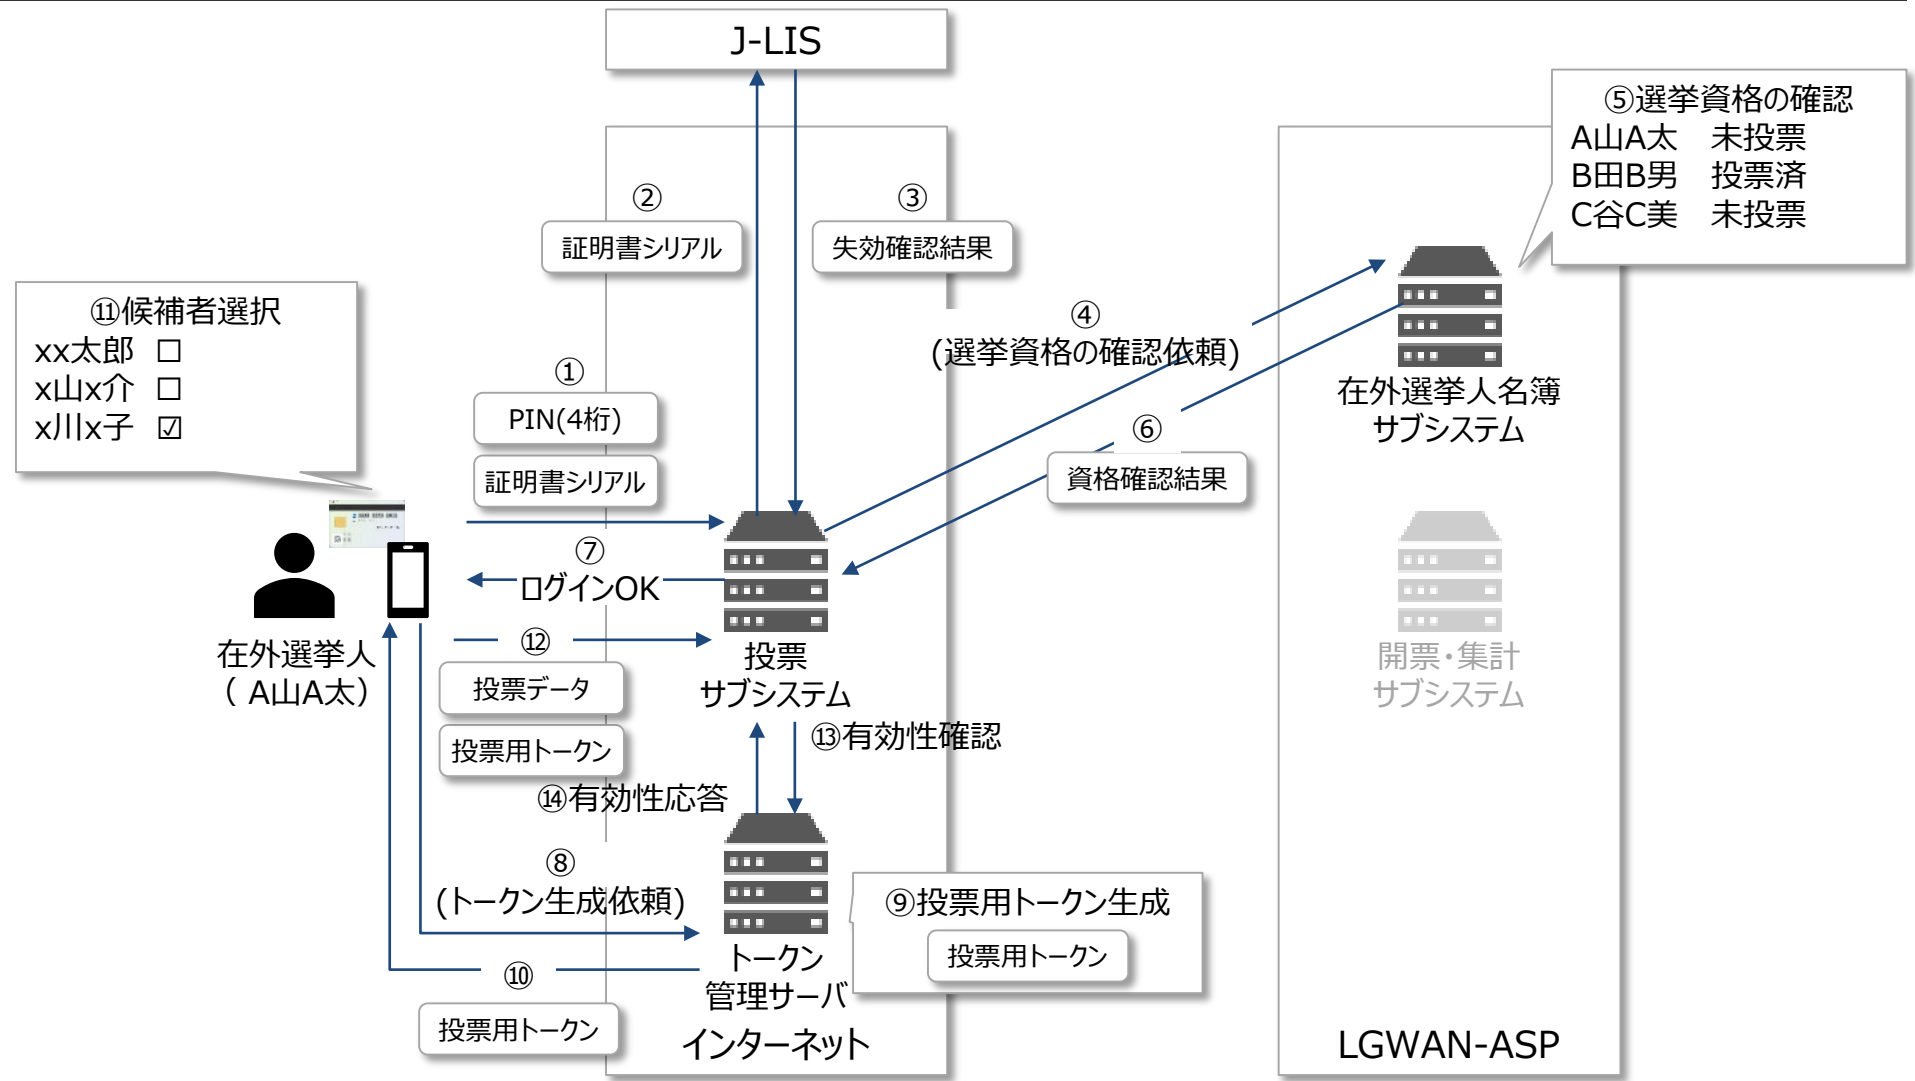 J-LIS
⑤選挙資格の確認
A山A太　未投票
B田B男　投票済
C谷C美　未投票
②
証明書シリアル
③
失効確認結果
⑪候補者選択
xx太郎 ☐
x山x介 ☐
x川x子 ☑
④
(選挙資格の確認依頼)
①
PIN(4桁)
証明書シリアル
⑥
資格確認結果
在外選挙人名簿
サブシステム
⑦
ログインOK
⑫
投票データ
投票用トークン
在外選挙人
（ A山A太）
投票
サブシステム
開票・集計
サブシステム
⑬有効性確認
⑭有効性応答
⑧
(トークン生成依頼)
⑨投票用トークン生成
投票用トークン
⑩
投票用トークン
トークン
管理サーバ
インターネット
LGWAN-ASP